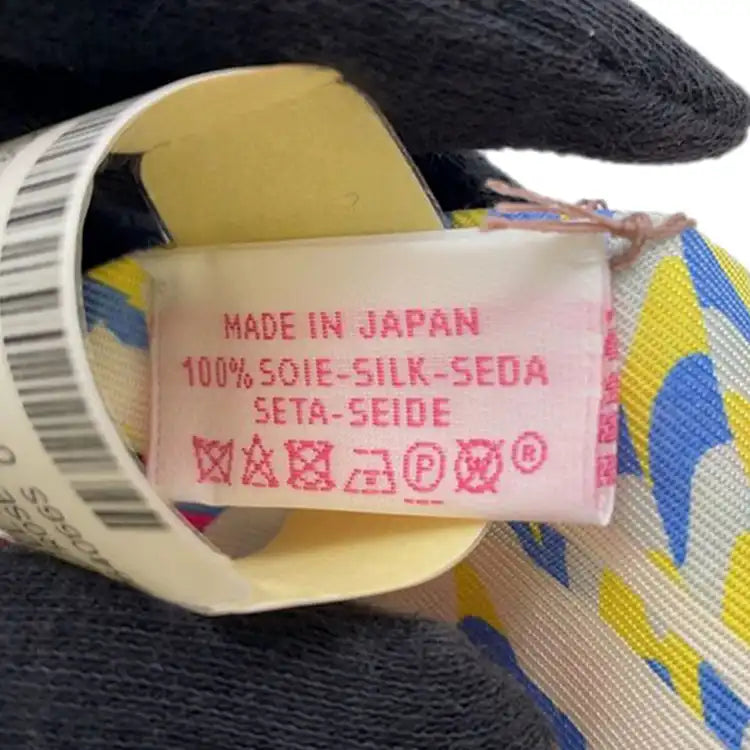 MADE IN JAPAN
100% SOIE-SILK-SEDA
SETA-SEIDE
P W ®